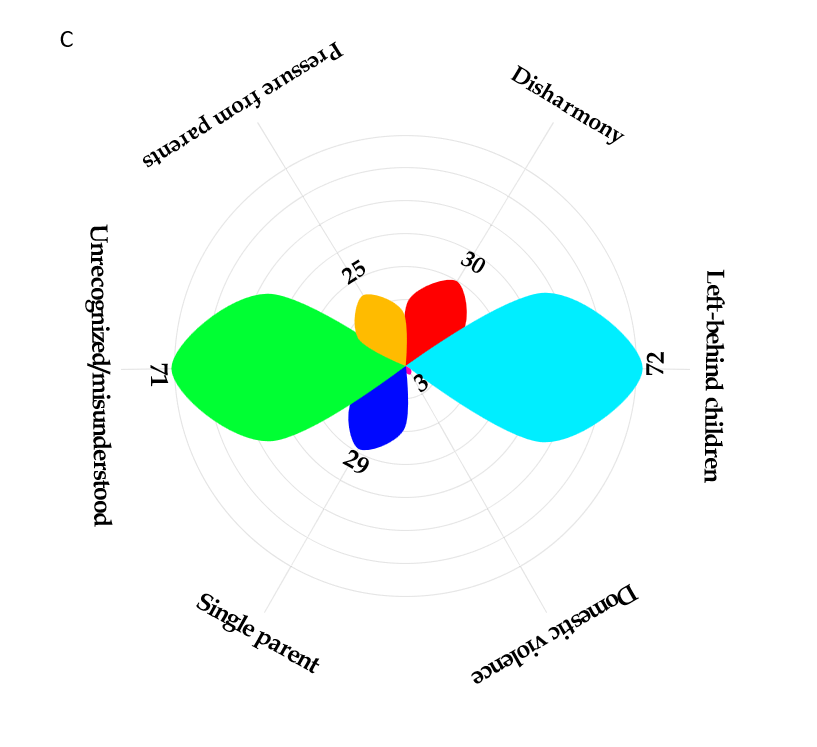 C
Pressure from parents
Disharmony
25
30
Unrecognized/misunderstood
71
72
Left-behind children
3
29
Single parent
Domestic violence